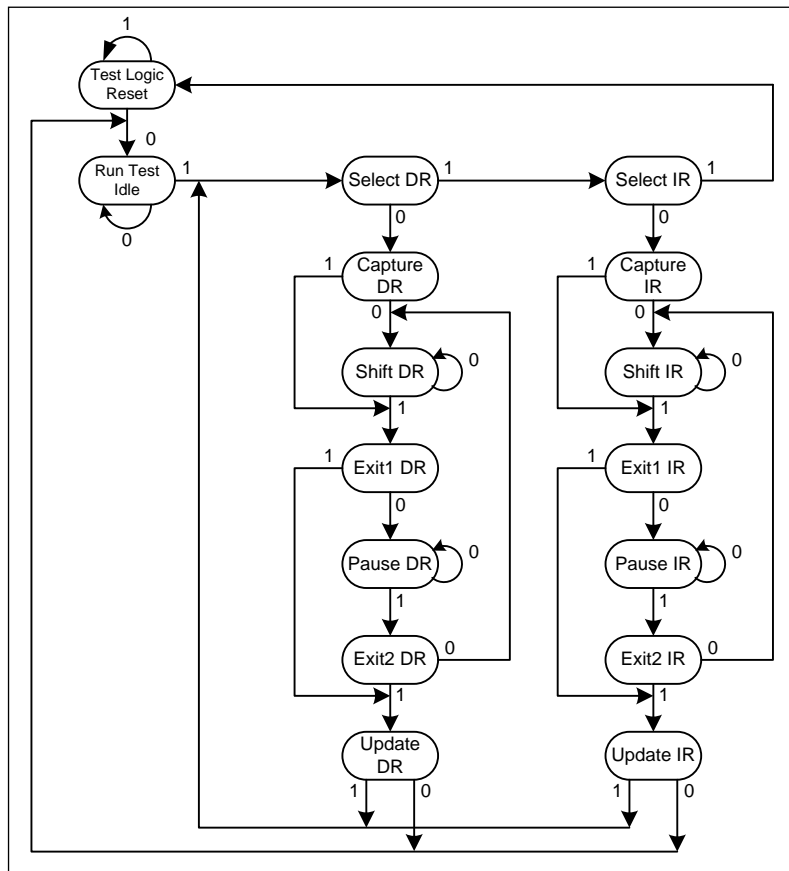 1
Test Logic
Reset
0
Run Test
Idle
1
0
Select DR
1
Select IR
1
0
0
1
Capture
DR
0
1
Capture
IR
0
Shift DR
0
Shift IR
0
1
1
1
Exit1 DR
1
Exit1 IR
0
0
Pause DR
0
Pause IR
0
1
1
Exit2 DR
0
Exit2 IR
0
1
1
Update
DR
Update IR
1
0
1
0